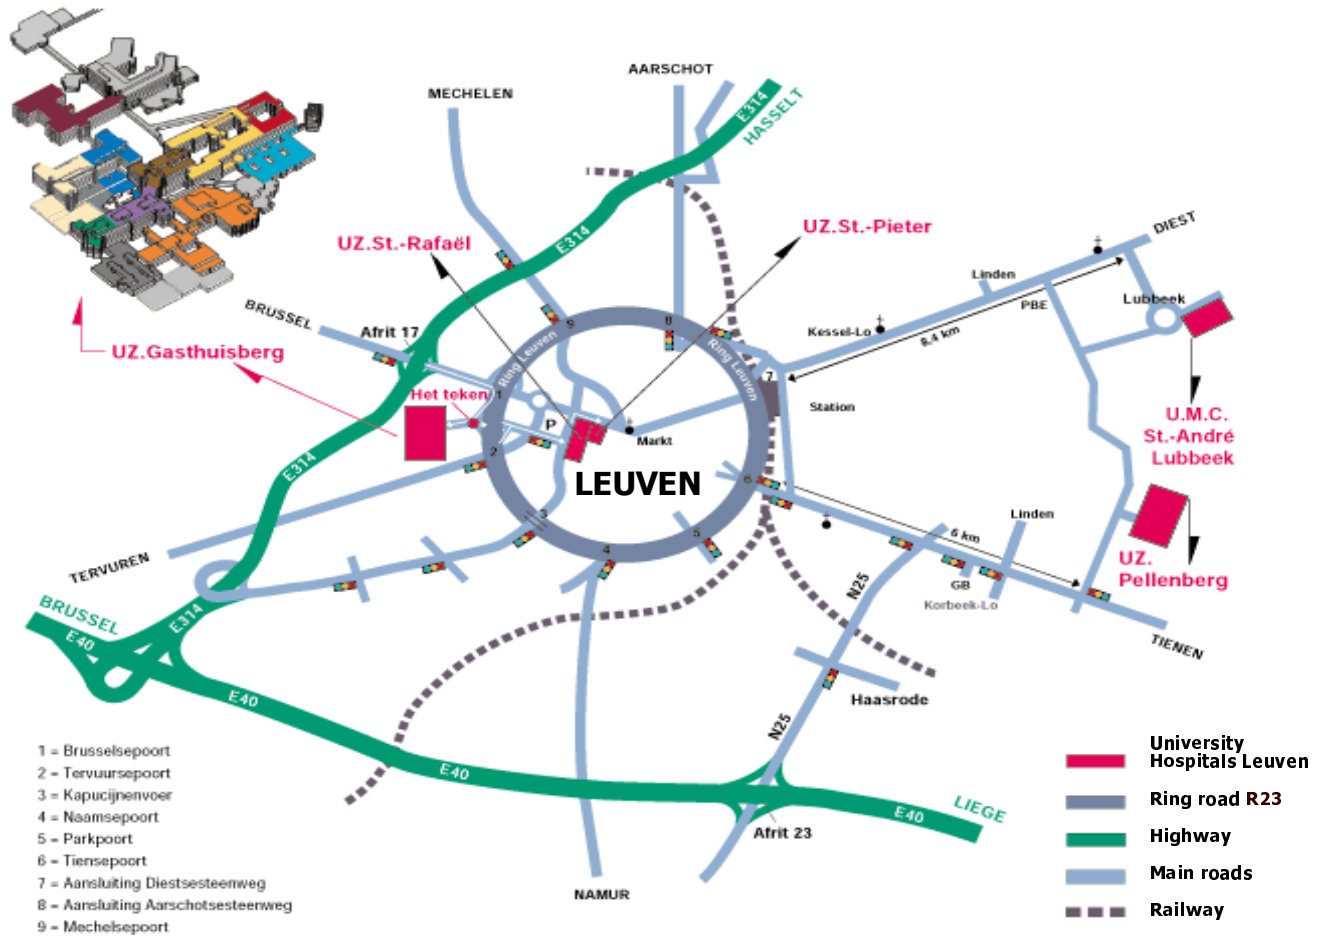 AARSCHOT
MECHELEN
E314
HASSELT
UZ.St.-Rafaël
UZ.St.-Pieter
E314
DIEST
Linden
PBE
Lubbeek
BRUSSEL
Afrit 17
Kessel-Lo
8,4 km
UZ.Gasthuisberg
Ring Leuven
Ring Leuven
9
8
7
1
Het teken
P
Markt
Station
U.M.C.
St.-André
Lubbeek
E314
2
LEUVEN
6
3
5
4
6 km
Linden
UZ.
Pellenberg
TERVUREN
N25
GB
Korbeek-Lo
BRUSSEL
E40
E314
TIENEN
E40
Haasrode
N25
E40
E40
LIEGE
Afrit 23
NAMUR
1 = Brusselsepoort
2 = Tervuursepoort
3 = Kapucijnenvoer
4 = Naamsepoort
5 = Parkpoort
6 = Tiensepoort
7 = Aansluiting Diestsesteenweg
8 = Aansluiting Aarschotsesteenweg
9 = Mechelsepoort
University
Hospitals Leuven
Ring road R23
Highway
Main roads
Railway